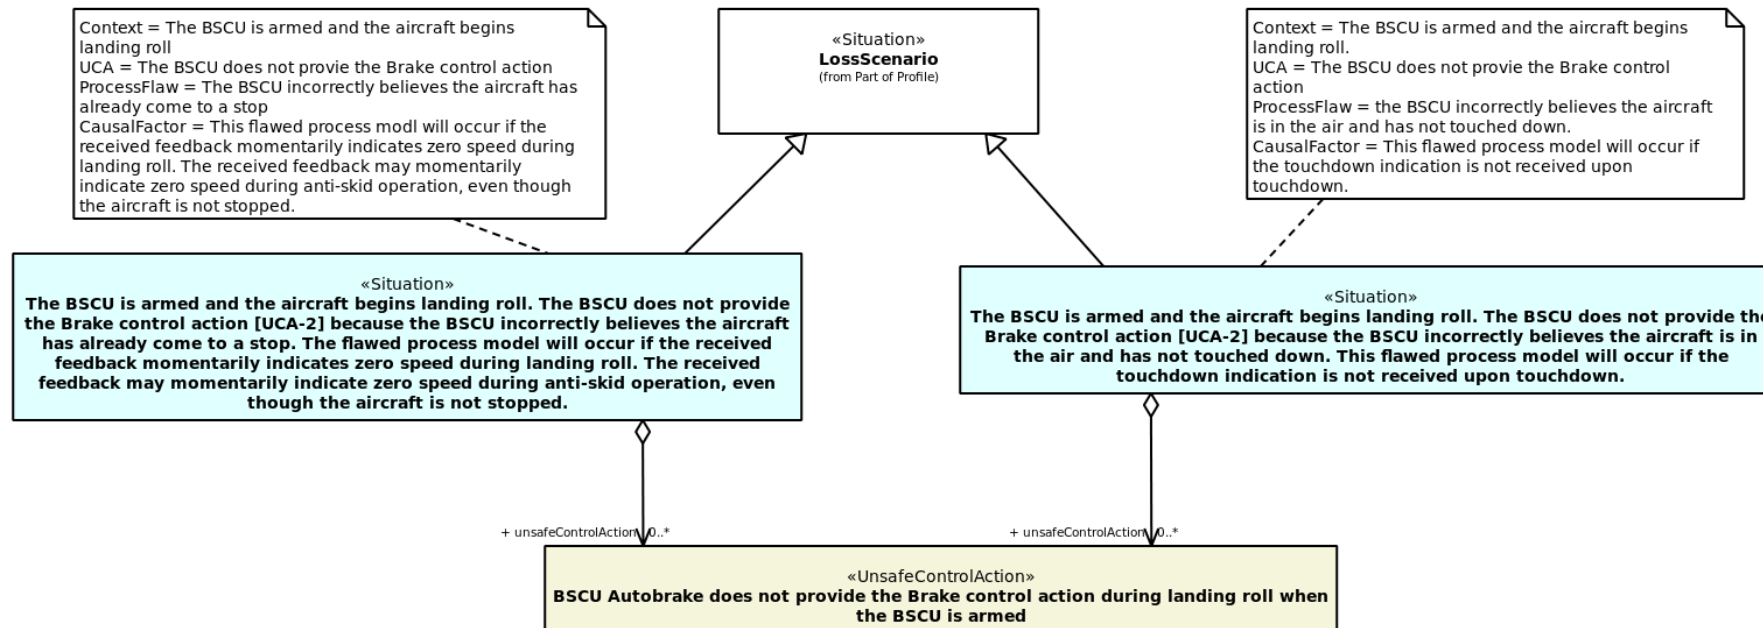 Context = The BSCU is armed and the aircraft begins
landing roll
UCA = The BSCU does not provie the Brake control action
ProcessFlaw = The BSCU incorrectly believes the aircraft has
already come to a stop
CausalFactor = This flawed process modl will occur if the
received feedback momentarily indicates zero speed during
landing roll. The received feedback may momentarily
indicate zero speed during anti-skid operation, even though
the aircraft is not stopped.
«Situation»
LossScenario
(from Part of Profile)
Context = The BSCU is armed and the aircraft begins
landing roll.
UCA = The BSCU does not provie the Brake control
action
ProcessFlaw = the BSCU incorrectly believes the aircraft
is in the air and has not touched down.
CausalFactor = This flawed process model will occur if
the touchdown indication is not received upon
touchdown.
«Situation»
The BSCU is armed and the aircraft begins landing roll. The BSCU does not provide
the Brake control action [UCA-2] because the BSCU incorrectly believes the aircraft
has already come to a stop. The flawed process model will occur if the received
feedback momentarily indicates zero speed during landing roll. The received
feedback may momentarily indicate zero speed during anti-skid operation, even
though the aircraft is not stopped.
«Situation»
The BSCU is armed and the aircraft begins landing roll. The BSCU does not provide the
Brake control action [UCA-2] because the BSCU incorrectly believes the aircraft is in
the air and has not touched down. This flawed process model will occur if the
touchdown indication is not received upon touchdown.
+ unsafeControlAction 0..*
+ unsafeControlAction 0..*
«UnsafeControlAction»
BSCU Autobrake does not provide the Brake control action during landing roll when
the BSCU is armed